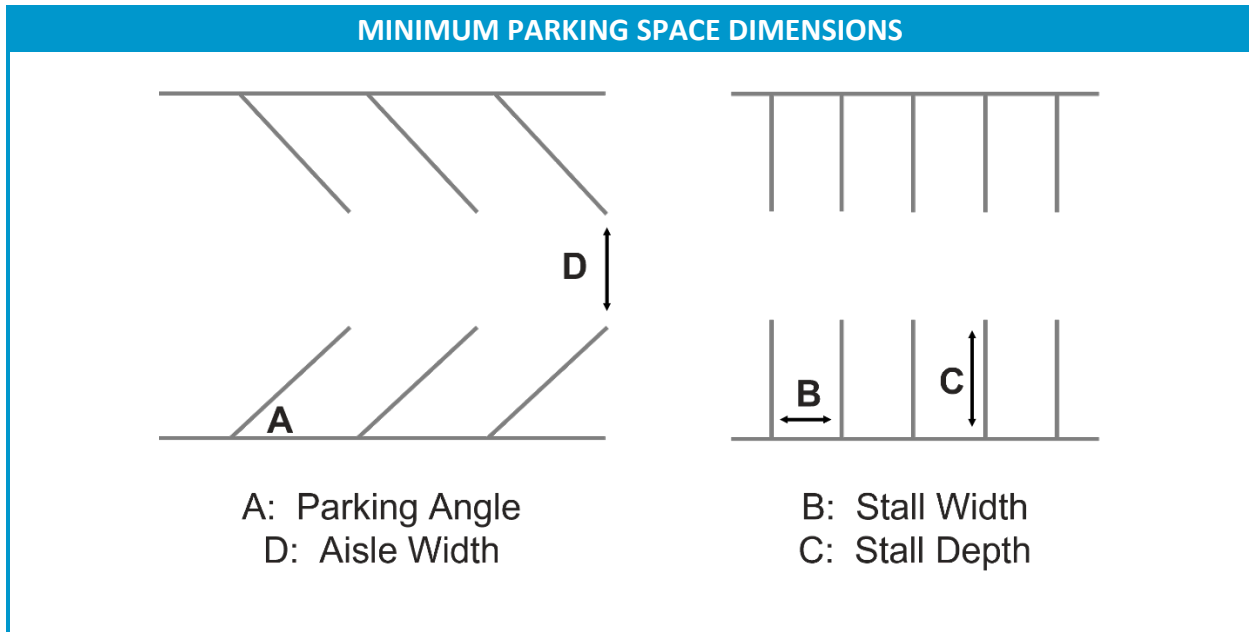 MINIMUM PARKING SPACE DIMENSIONS
D
A
B
C
A: Parking Angle
D: Aisle Width
B: Stall Width
C: Stall Depth